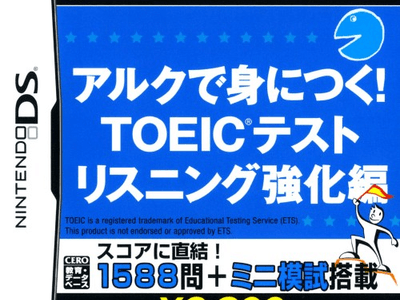 NINTENDO DS
アルクで身につく!
TOEIC®テスト
リスニング強化編
TOEIC is a registered trademark of Educational Testing Service (ETS)
This product is not endorsed or approved by ETS.
CERO
教育・
ベース
スコアに直結!
1588問+ミニ模試搭載